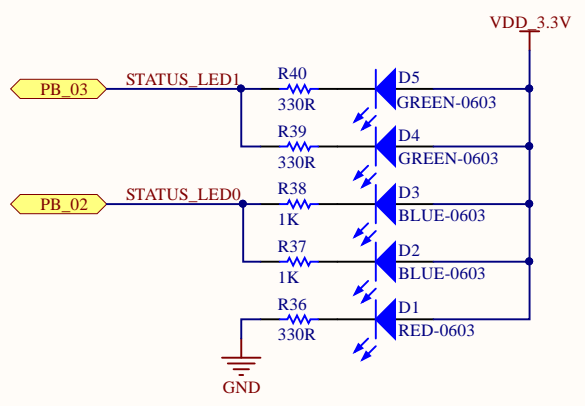 VDD_3.3V
PB_03
STATUS_LED1
R40
330R
D5
GREEN-0603
R39
330R
D4
GREEN-0603
PB_02
STATUS_LED0
R38
1K
D3
BLUE-0603
R37
1K
D2
BLUE-0603
R36
330R
D1
RED-0603
GND